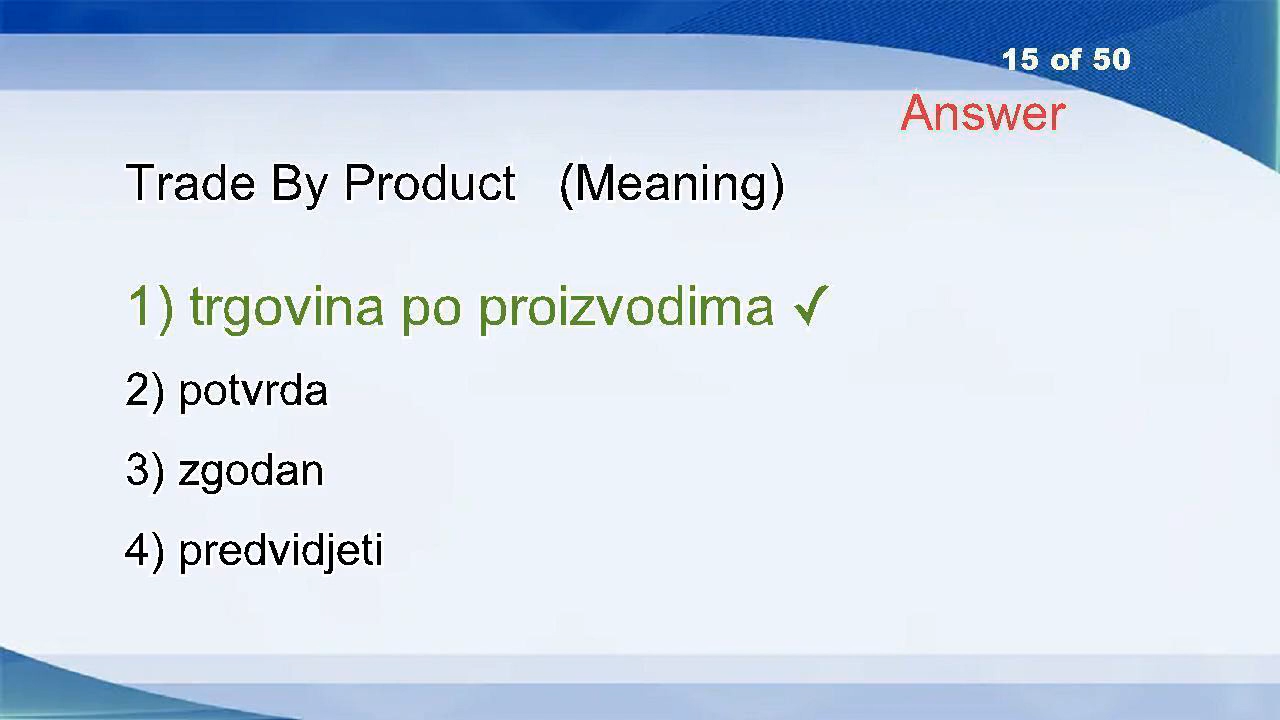 15 of 50
Answer
Trade By Product (Meaning)
1) trgovina po proizvodima ✓
2) potvrda
3) zgodan
4) predvidjeti